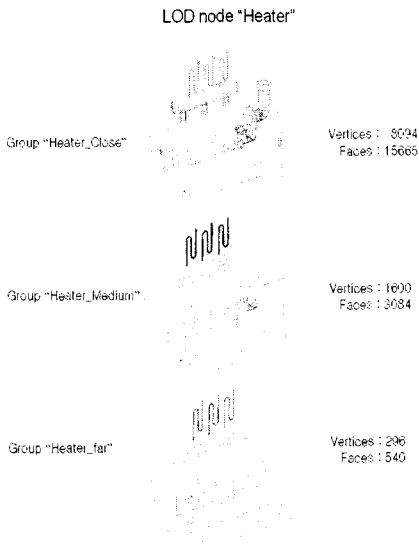 LOD node "Heater"
Group "Heater_Close"
Vertices : 8094
Faces : 15665
Group "Heater_Medium"
Vertices : 1600
Faces : 3084
Group "Heater_far"
Vertices : 296
Faces : 540